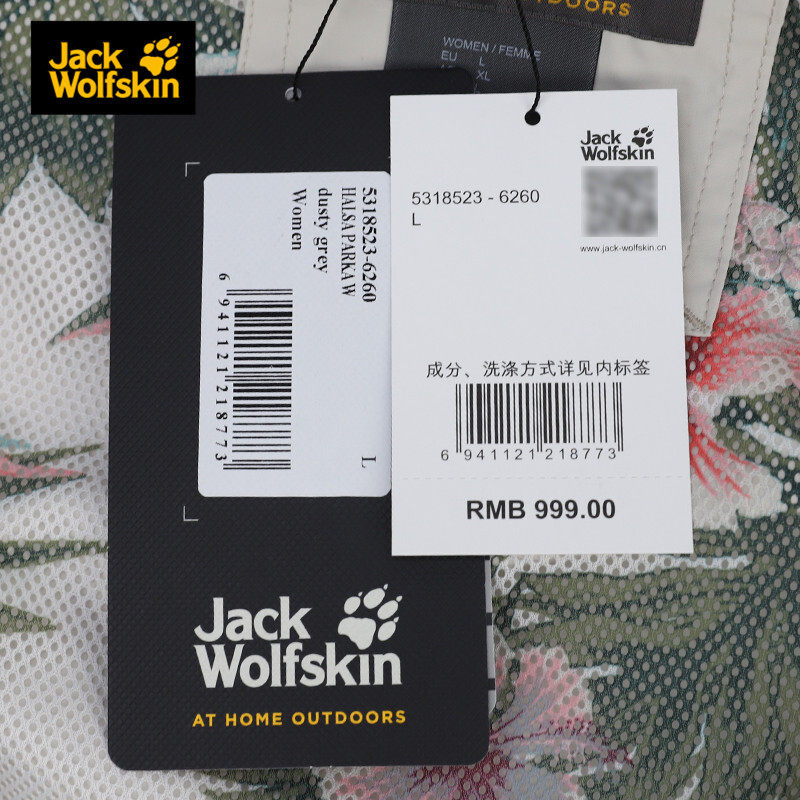 Jack
Wolfskin
OUTDOORS
WOMEN / FEMME
EU L
XL
5318523-6260
HALSA PARKA W
dusty grey
Women
6 941121 218773
L
Jack
Wolfskin
5318523 - 6260
L
www.jack-wolfskin.cn
成分、洗涤方式详见内标签
6 941121 218773
RMB 999.00
Jack
Wolfskin
AT HOME OUTDOORS